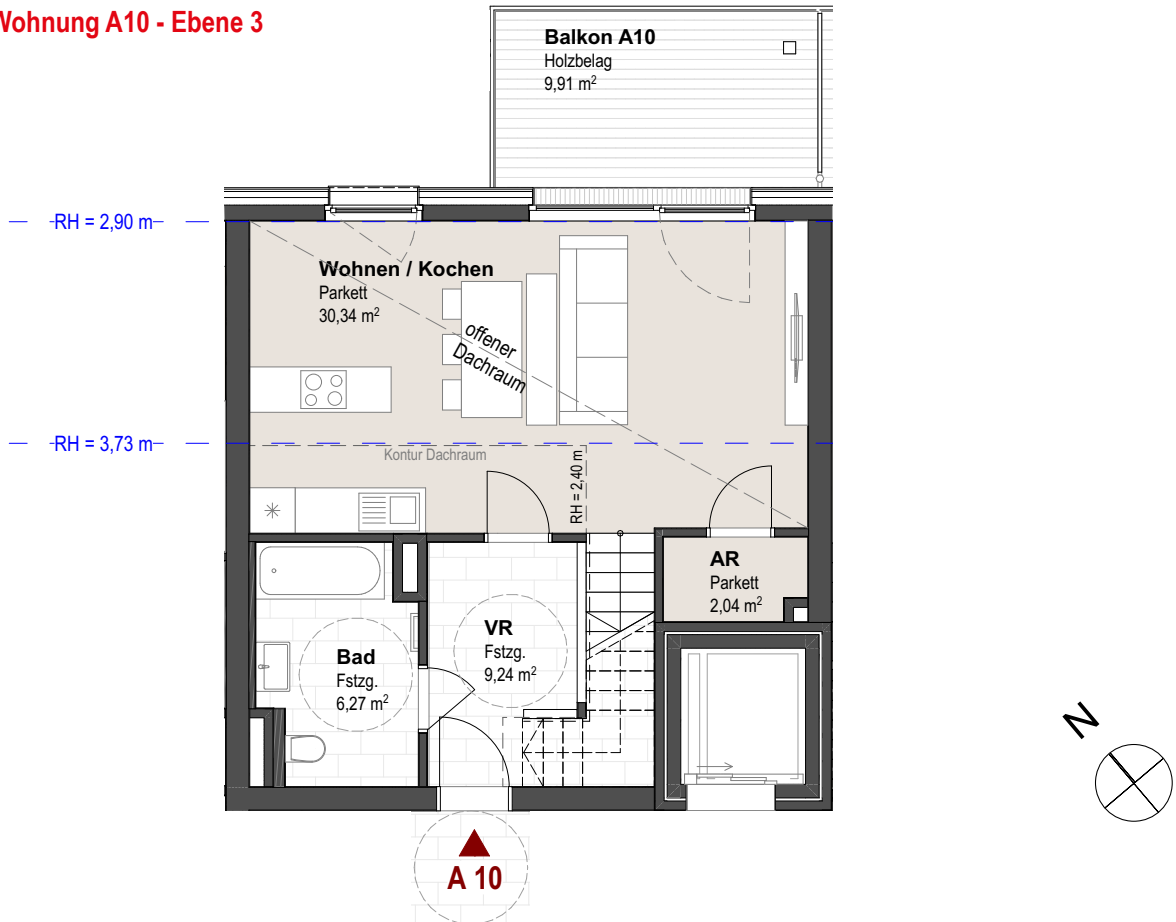 Wohnung A10 - Ebene 3
Balkon A10
Holzbelag
9,91 m²
RH = 2,90 m
Wohnen / Kochen
Parkett
30,34 m²
offener
Dachraum
RH = 3,73 m
Kontur Dachraum
RH = 2,40 m
AR
Parkett
2,04 m²
VR
Fstzg.
9,24 m²
Bad
Fstzg.
6,27 m²
N
A 10